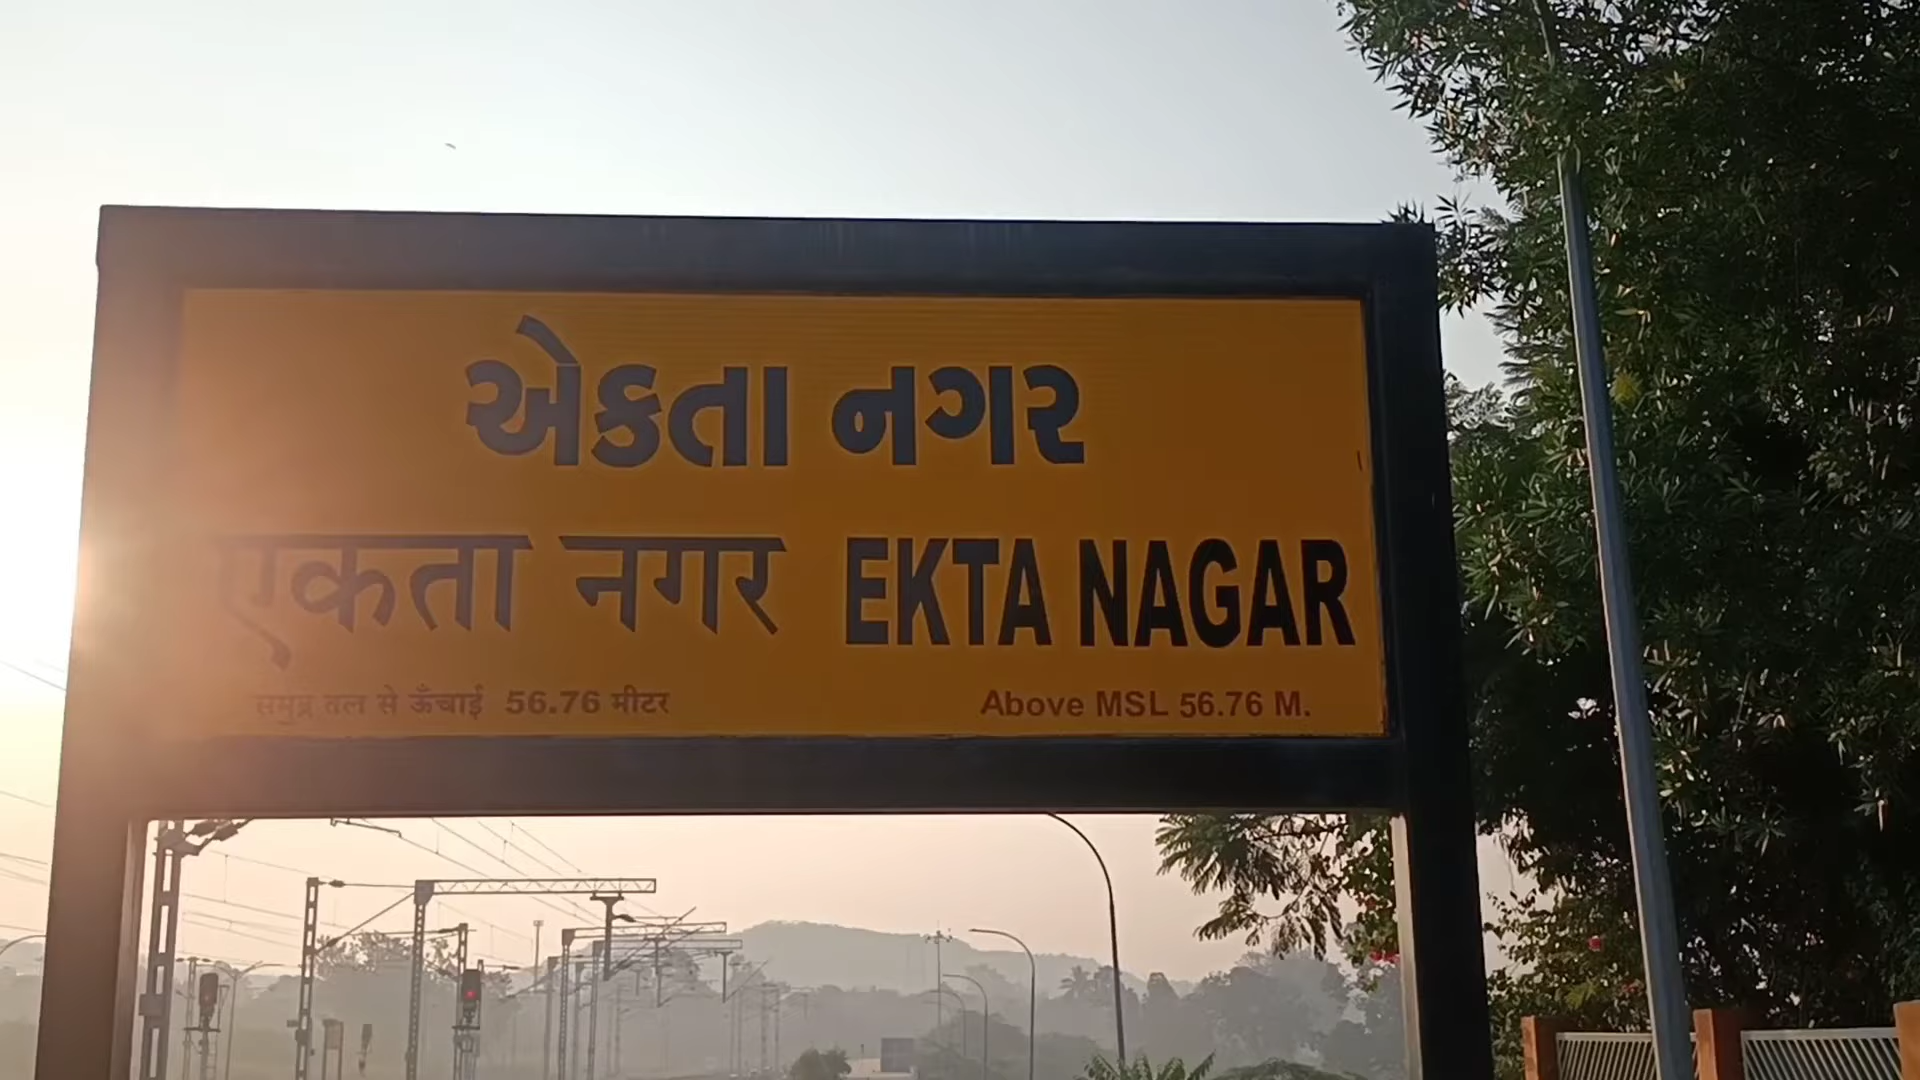 એકતા નગર
एकता नगर EKTA NAGAR
समुद्र तल से ऊँचाई 56.76 मीटर Above MSL 56.76 M.